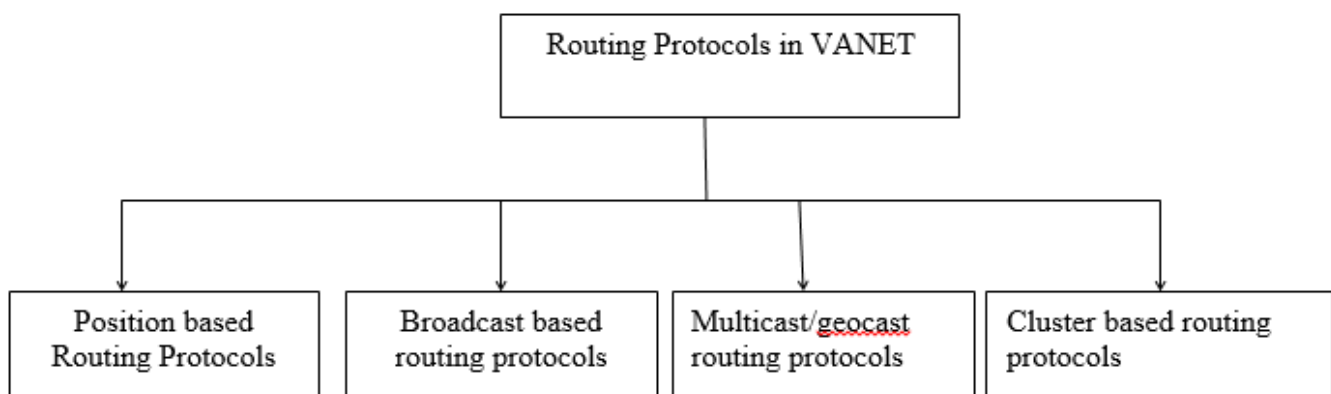 Routing Protocols in VANET
Position based
Routing Protocols
Broadcast based
routing protocols
Multicast/geocast
routing protocols
Cluster based routing
protocols